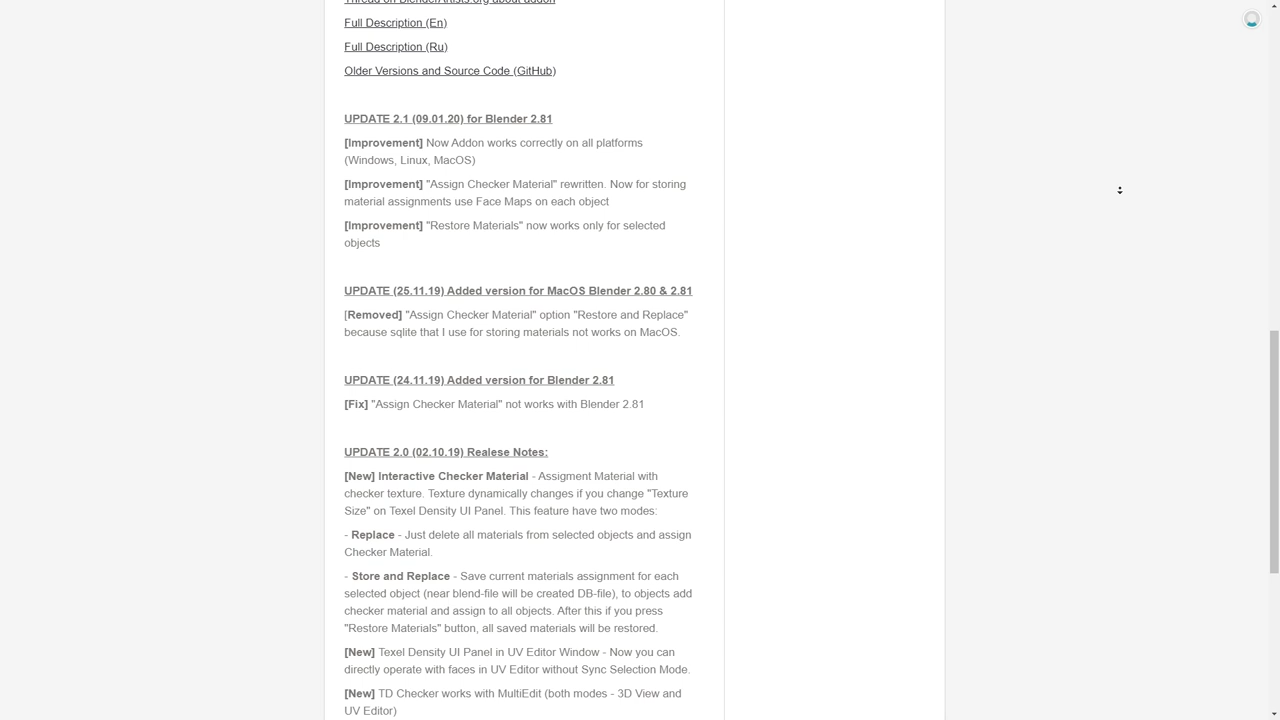 Thread on BlenderArtists.org about addon
Full Description (En)
Full Description (Ru)
Older Versions and Source Code (GitHub)
UPDATE 2.1 (09.01.20) for Blender 2.81
[Improvement] Now Addon works correctly on all platforms
(Windows, Linux, MacOS)
[Improvement] "Assign Checker Material" rewritten. Now for storing
material assignments use Face Maps on each object
[Improvement] "Restore Materials" now works only for selected
objects
UPDATE (25.11.19) Added version for MacOS Blender 2.80 & 2.81
[Removed] "Assign Checker Material" option "Restore and Replace"
because sqlite that I use for storing materials not works on MacOS.
UPDATE (24.11.19) Added version for Blender 2.81
[Fix] "Assign Checker Material" not works with Blender 2.81
UPDATE 2.0 (02.10.19) Realese Notes:
[New] Interactive Checker Material - Assigment Material with
checker texture. Texture dynamically changes if you change "Texture
Size" on Texel Density UI Panel. This feature have two modes:
- Replace - Just delete all materials from selected objects and assign
Checker Material.
- Store and Replace - Save current materials assignment for each
selected object (near blend-file will be created DB-file), to objects add
checker material and assign to all objects. After this if you press
"Restore Materials" button, all saved materials will be restored.
[New] Texel Density UI Panel in UV Editor Window - Now you can
directly operate with faces in UV Editor without Sync Selection Mode.
[New] TD Checker works with MultiEdit (both modes - 3D View and
UV Editor)